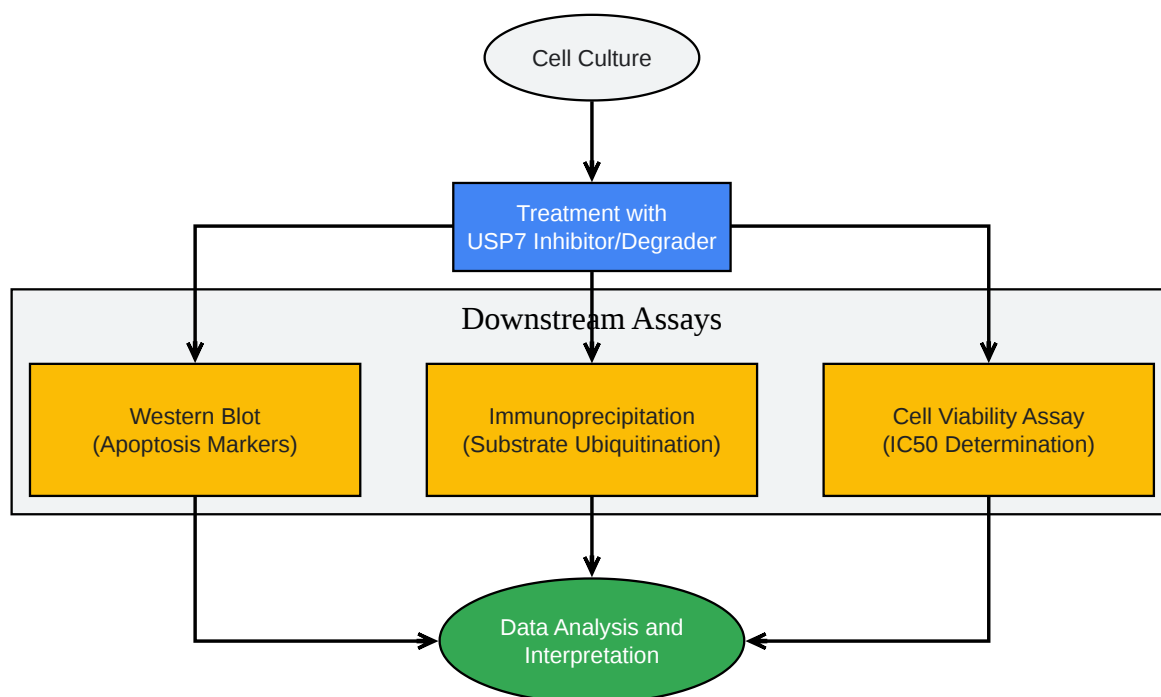 Cell Culture
Treatment with
USP7 Inhibitor/Degrader
Downstream Assays
Western Blot
(Apoptosis Markers)
Immunoprecipitation
(Substrate Ubiquitination)
Cell Viability Assay
(IC50 Determination)
Data Analysis and
Interpretation